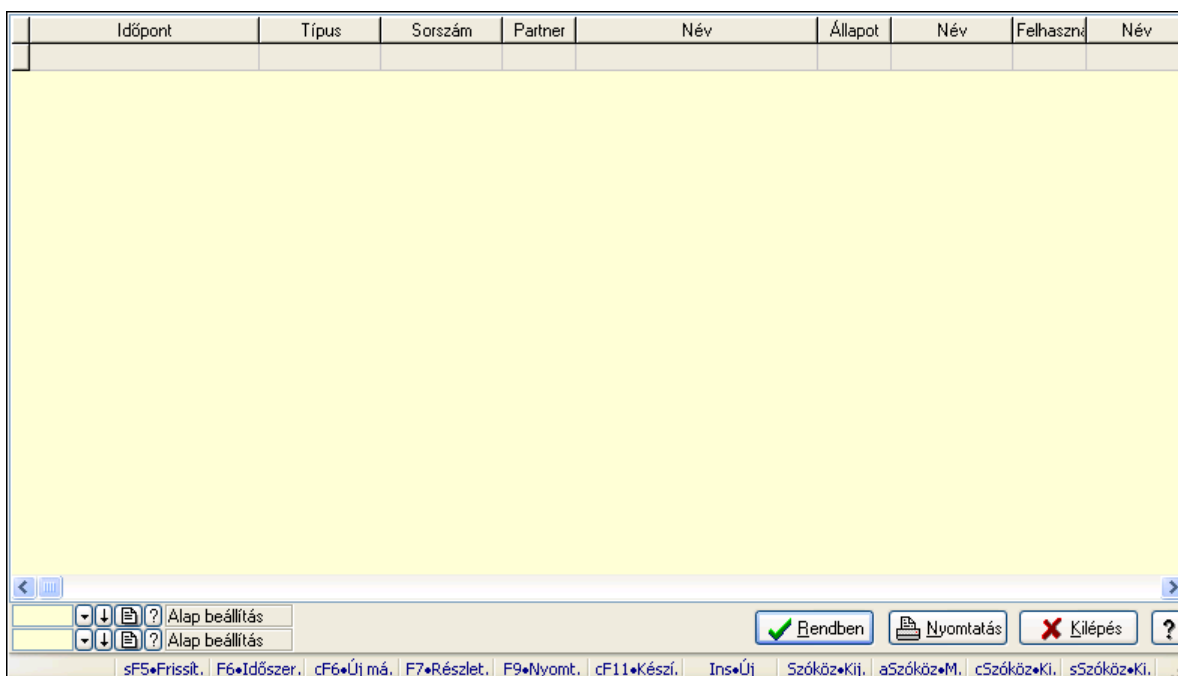 Időpont Típus Sorszám Partner Név Állapot Név Felhaszná Név
? Alap beállítás
? Alap beállítás
Rendben Nyomtatás Kilépés ?
sF5•Frissít. F6•Időszer. cF6•Új má. F7•Részlet. F9•Nyomt. cF11•Készí. Ins•Új Szóköz•Kij. aSzóköz•M. cSzóköz•Ki. sSzóköz•Ki.